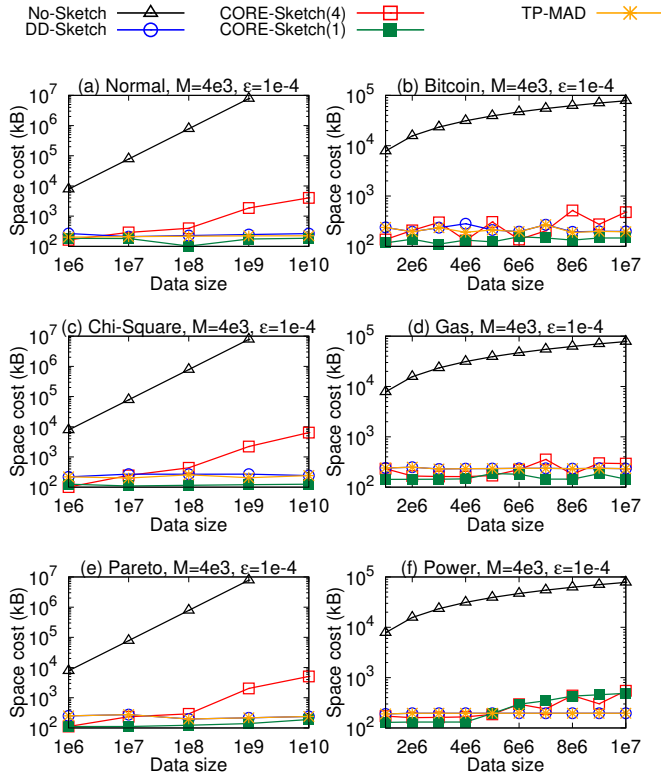 No-Sketch
DD-Sketch
CORE-Sketch(4)
CORE-Sketch(1)
TP-MAD
(a) Normal, M=4e3, ε=1e-4
Space cost (kB)
10^7
10^6
10^5
10^4
10^3
10^2
1e6 1e7 1e8 1e9 1e10
Data size
(b) Bitcoin, M=4e3, ε=1e-4
Space cost (kB)
10^5
10^4
10^3
10^2
2e6 4e6 6e6 8e6 1e7
Data size
(c) Chi-Square, M=4e3, ε=1e-4
Space cost (kB)
10^7
10^6
10^5
10^4
10^3
10^2
1e6 1e7 1e8 1e9 1e10
Data size
(d) Gas, M=4e3, ε=1e-4
Space cost (kB)
10^5
10^4
10^3
10^2
2e6 4e6 6e6 8e6 1e7
Data size
(e) Pareto, M=4e3, ε=1e-4
Space cost (kB)
10^7
10^6
10^5
10^4
10^3
10^2
1e6 1e7 1e8 1e9 1e10
Data size
(f) Power, M=4e3, ε=1e-4
Space cost (kB)
10^5
10^4
10^3
10^2
2e6 4e6 6e6 8e6 1e7
Data size